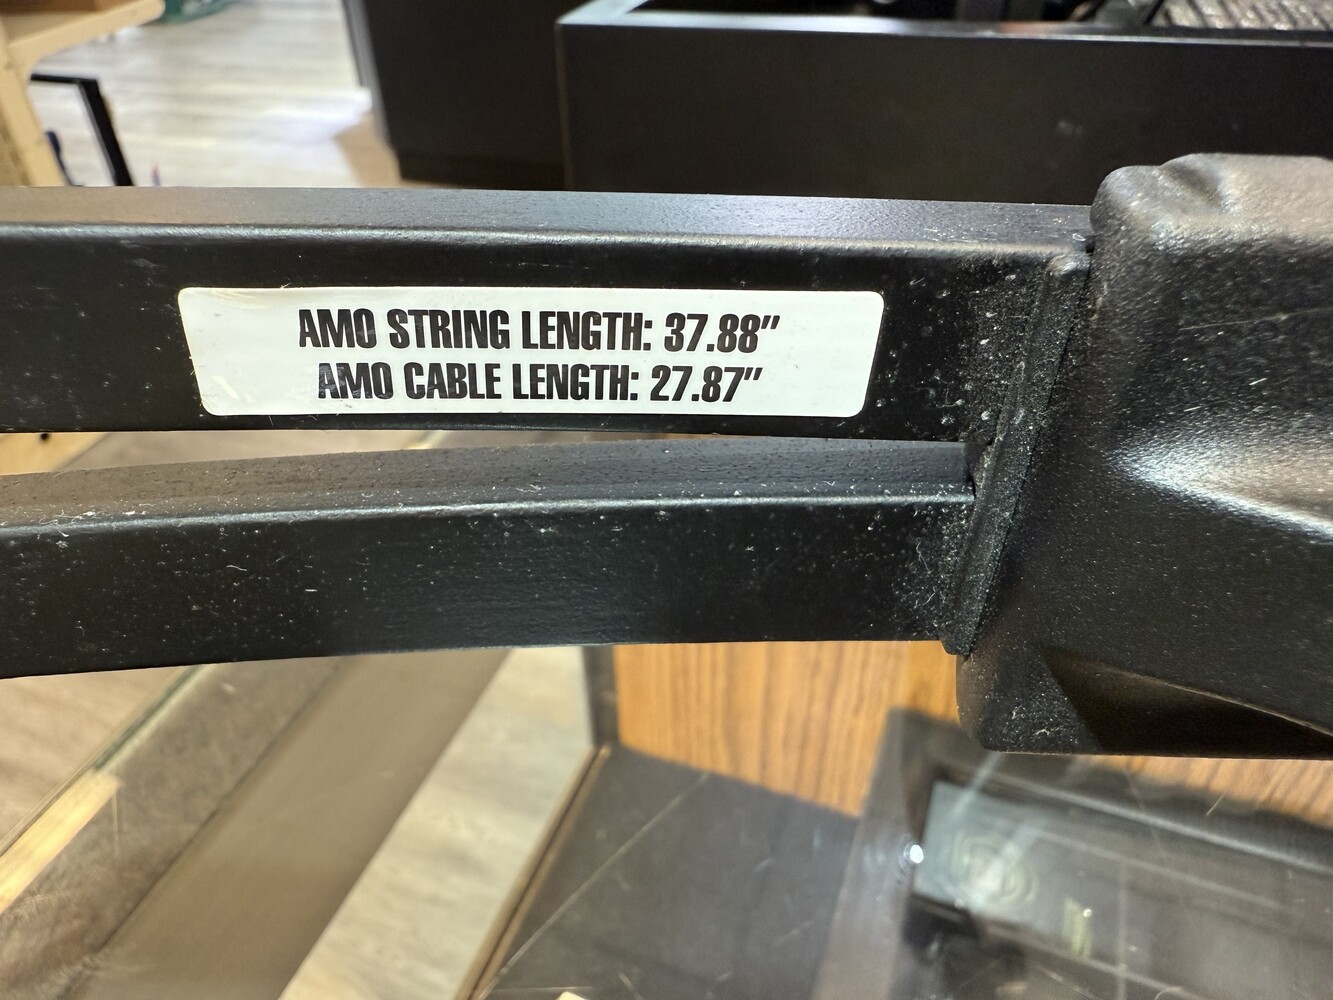 AMO STRING LENGTH: 37.88"
AMO CABLE LENGTH: 27.87"